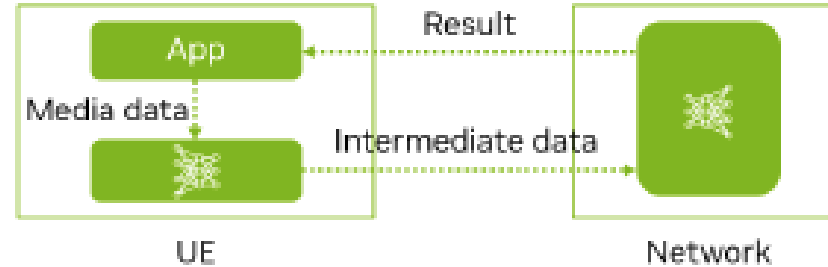 Result
App
Media data
Intermediate data
UE
Network